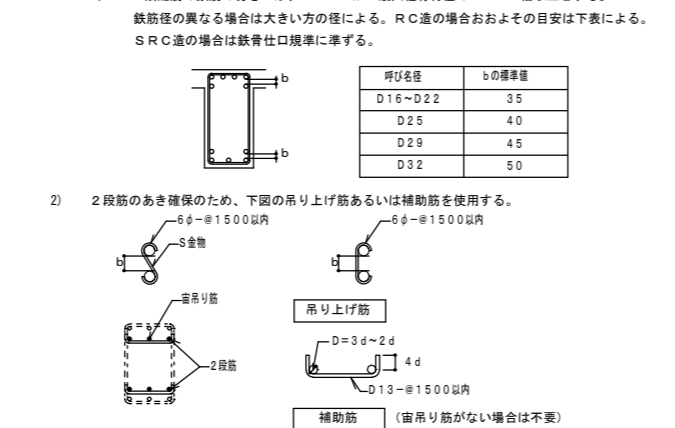 鉄筋径の異なる場合は大きい方の径による。ＲＣ造の場合おおよその目安は下表による。
ＳＲＣ造の場合は鉄骨仕口規準に準ずる。
b
b
呼び名径 ｂの標準値
Ｄ１６～Ｄ２２ ３５
Ｄ２５ ４０
Ｄ２９ ４５
Ｄ３２ ５０
2) ２段筋のあき確保のため、下図の吊り上げ筋あるいは補助筋を使用する。
６φ－＠１５００以内
Ｓ金物
b
６φ－＠１５００以内
b
宙吊り筋
２段筋
吊り上げ筋
Ｄ＝３ｄ～２ｄ
４ｄ
Ｄ１３－＠１５００以内
補助筋 （宙吊り筋がない場合は不要）